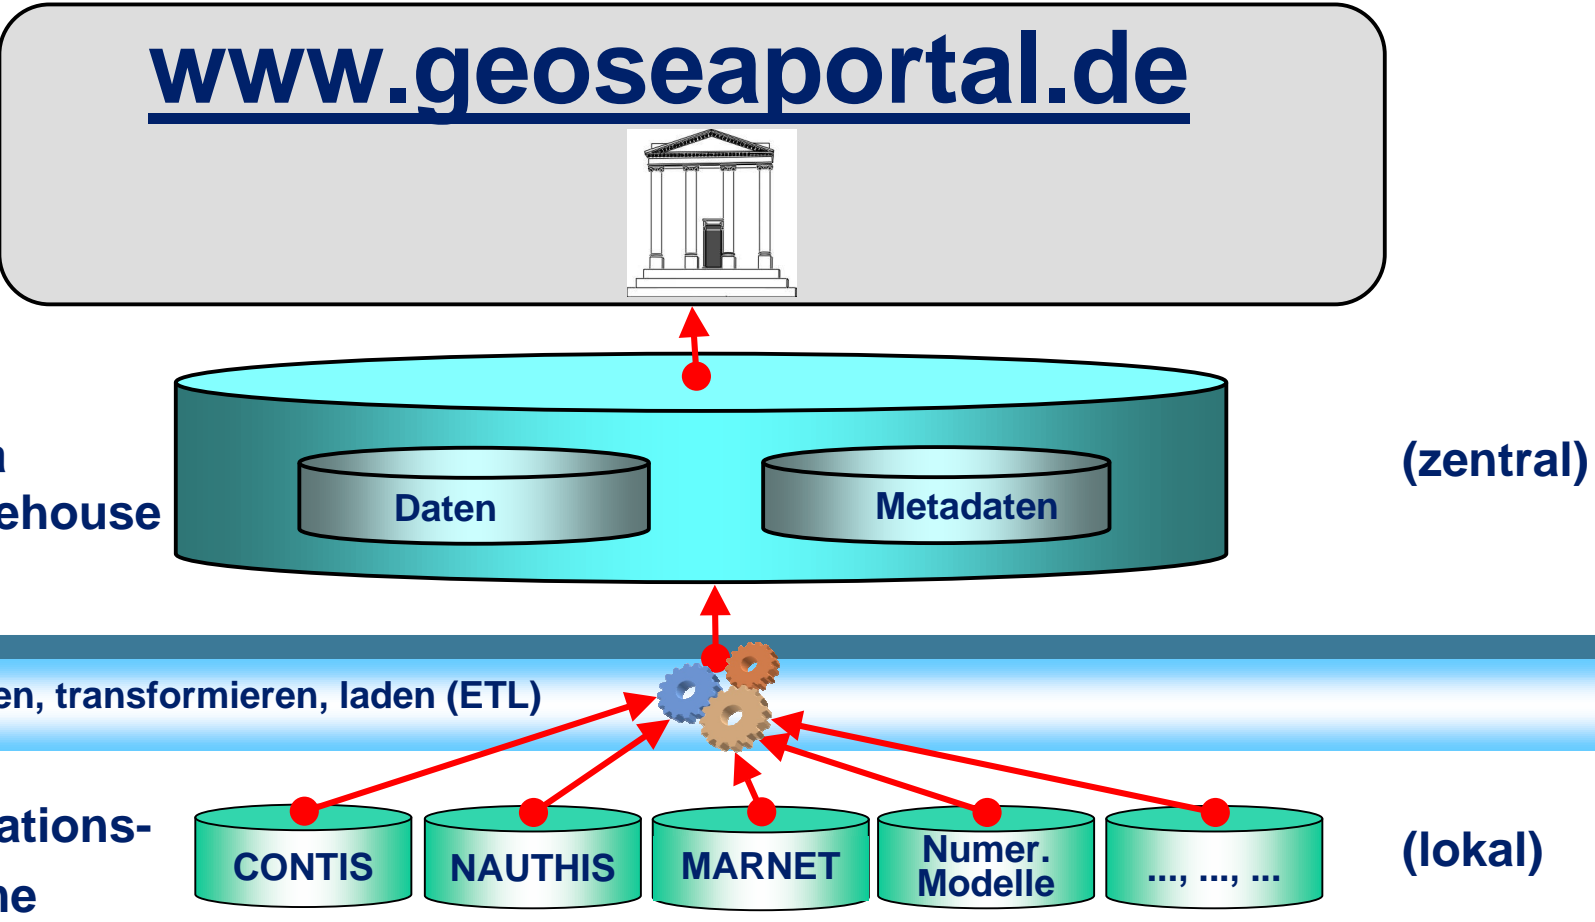 www.geoseaportal.de
ehouse
(zentral)
Daten
Metadaten
en, transformieren, laden (ETL)
ations-
ne
CONTIS
NAUTHIS
MARNET
Numer.
Modelle
..., ..., ...
(lokal)